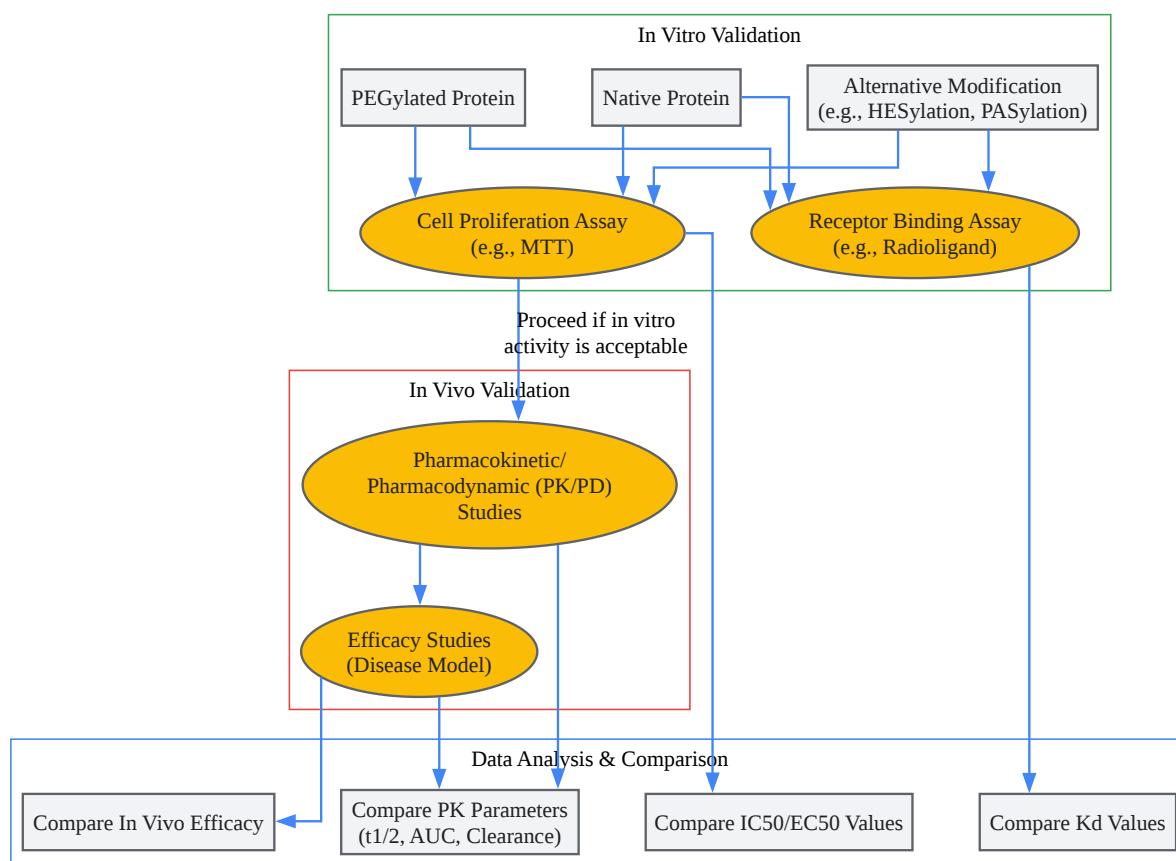 In Vitro Validation
PEGylated Protein
Native Protein
Alternative Modification
(e.g., HESylation, PASylation)
Cell Proliferation Assay
(e.g., MTT)
Receptor Binding Assay
(e.g., Radioligand)
Proceed if in vitro
activity is acceptable
In Vivo Validation
Pharmacokinetic/
Pharmacodynamic (PK/PD)
Studies
Efficacy Studies
(Disease Model)
Data Analysis & Comparison
Compare In Vivo Efficacy
Compare PK Parameters
(t1/2, AUC, Clearance)
Compare IC50/EC50 Values
Compare Kd Values